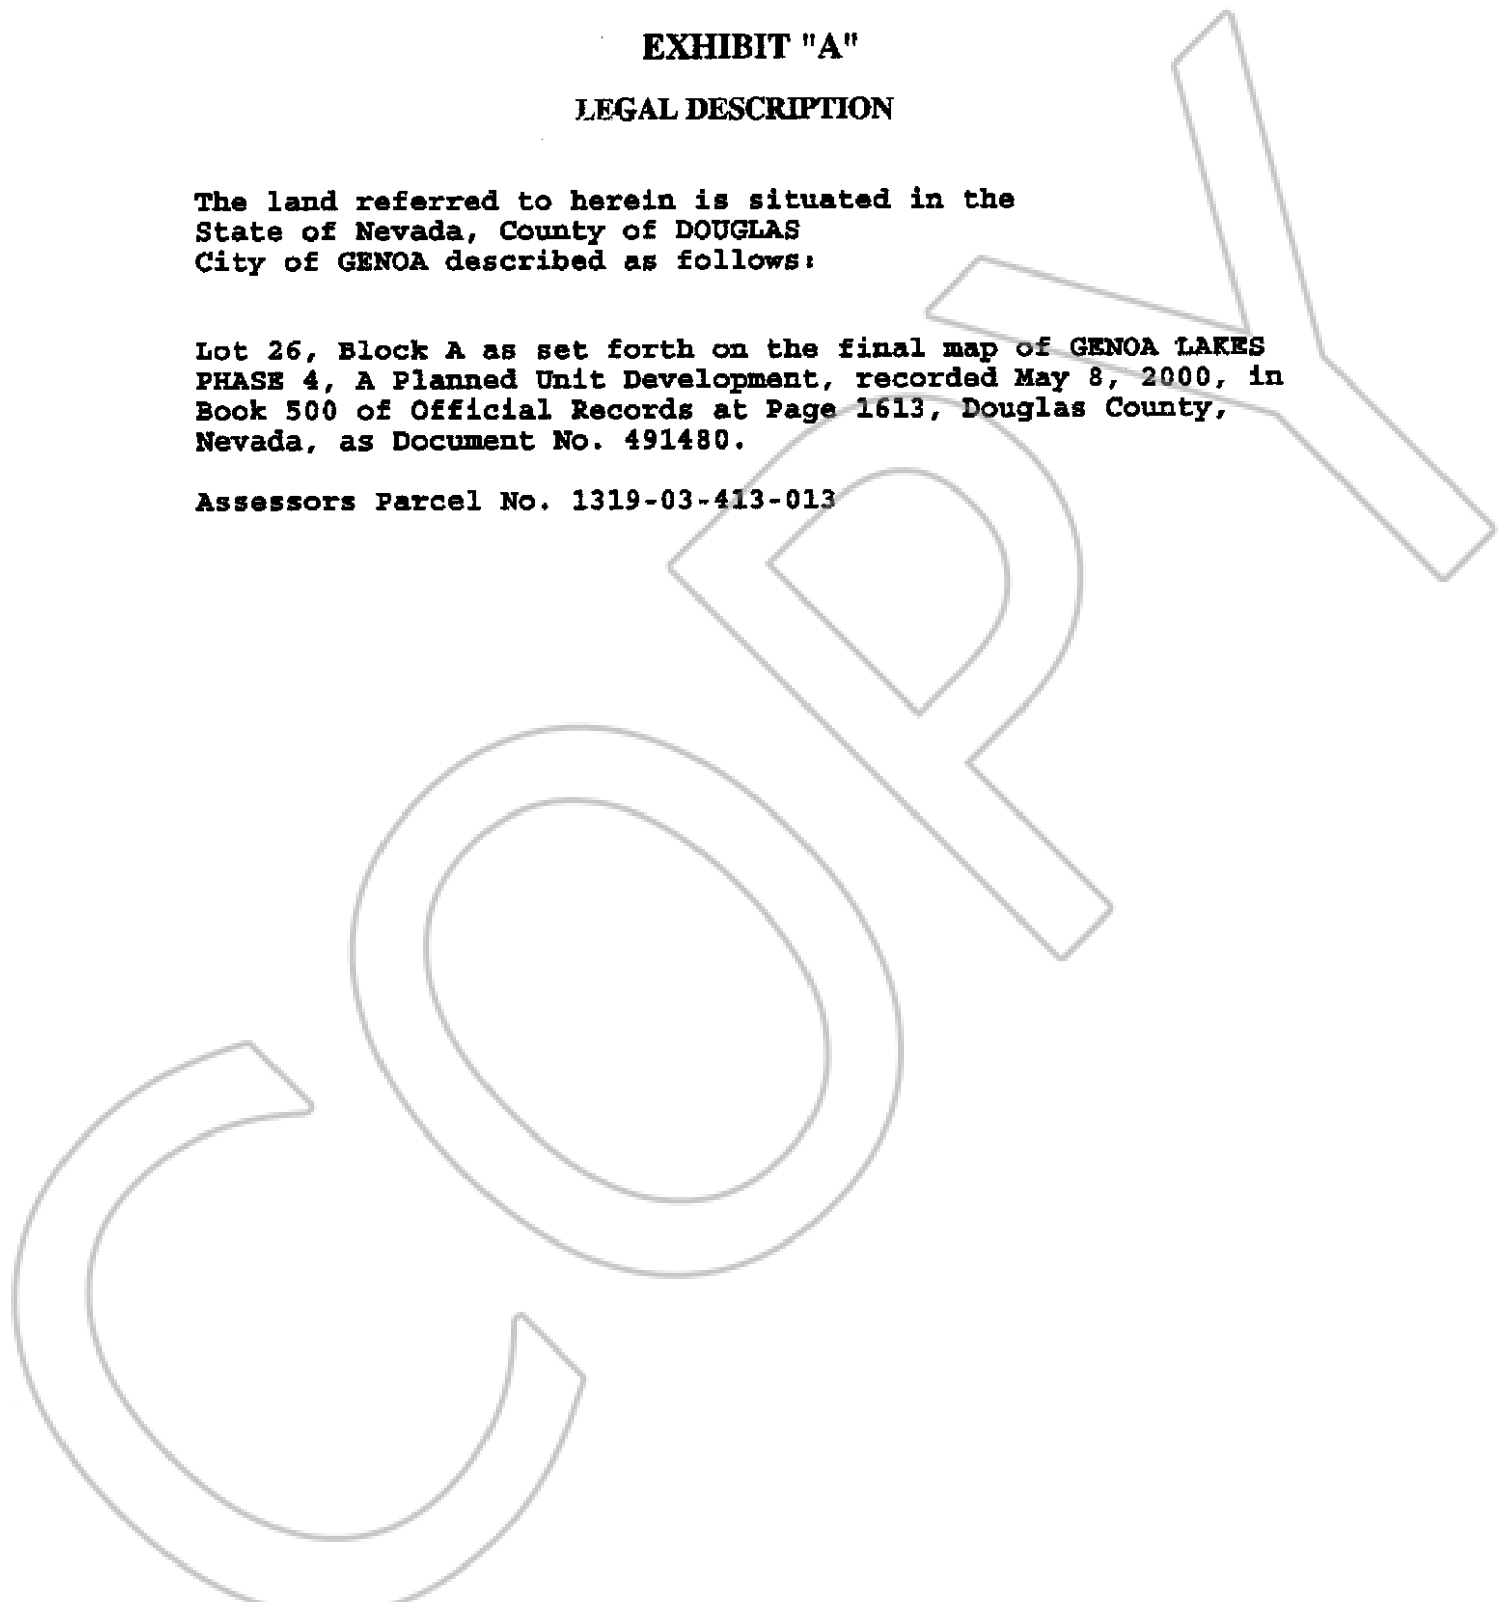 EXHIBIT "A"
LEGAL DESCRIPTION
The land referred to herein is situated in the
State of Nevada, County of DOUGLAS
City of GENOA described as follows:
Lot 26, Block A as set forth on the final map of GENOA LAKES
PHASE 4, A Planned Unit Development, recorded May 8, 2000, in
Book 500 of Official Records at Page 1613, Douglas County,
Nevada, as Document No. 491480.
Assessors Parcel No. 1319-03-413-013
COPY